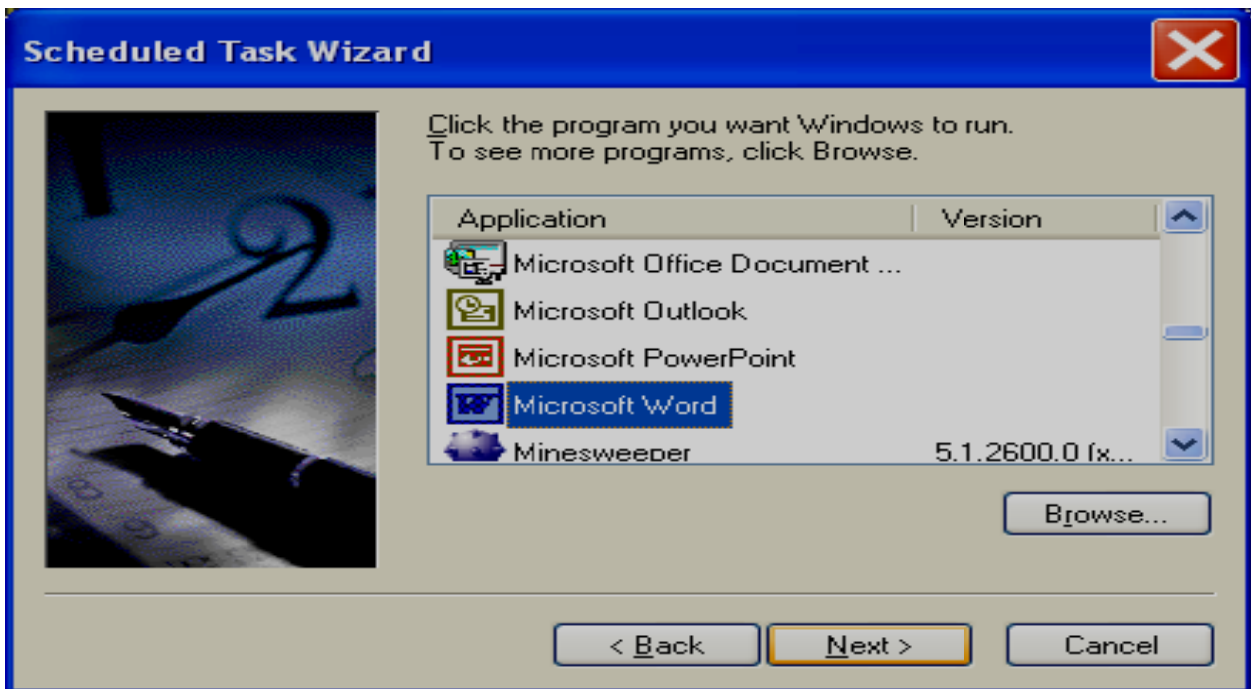 Scheduled Task Wizard
Click the program you want Windows to run.
To see more programs, click Browse.
Application Version
Microsoft Office Document ...
Microsoft Outlook
Microsoft PowerPoint
Microsoft Word
Minesweeper 5.1.2600.0 (x...
Browse...
< Back Next > Cancel